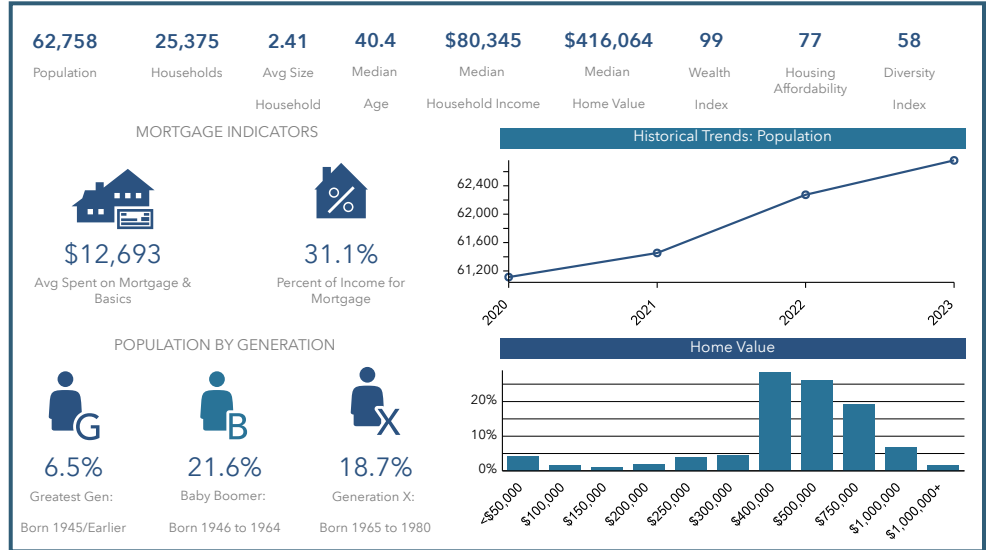 62,758 25,375 2.41 40.4 $80,345 $416,064 99 77 58
Population Households Avg Size Median Median Median Wealth Housing Diversity
Affordability
Household Age Household Income Home Value Index Index
MORTGAGE INDICATORS
$12,693 31.1%
Avg Spent on Mortgage & Percent of Income for
Basics Mortgage
%
Historical Trends: Population
62,400
62,000
61,600
61,200
2020 2021 2022 2023
POPULATION BY GENERATION
G B X
6.5% 21.6% 18.7%
Greatest Gen: Baby Boomer: Generation X:
Born 1945/Earlier Born 1946 to 1964 Born 1965 to 1980
Home Value
20%
10%
0%
<$50,000 $100,000 $150,000 $200,000 $250,000 $300,000 $400,000 $500,000 $750,000 $1,000,000 $1,000,000+